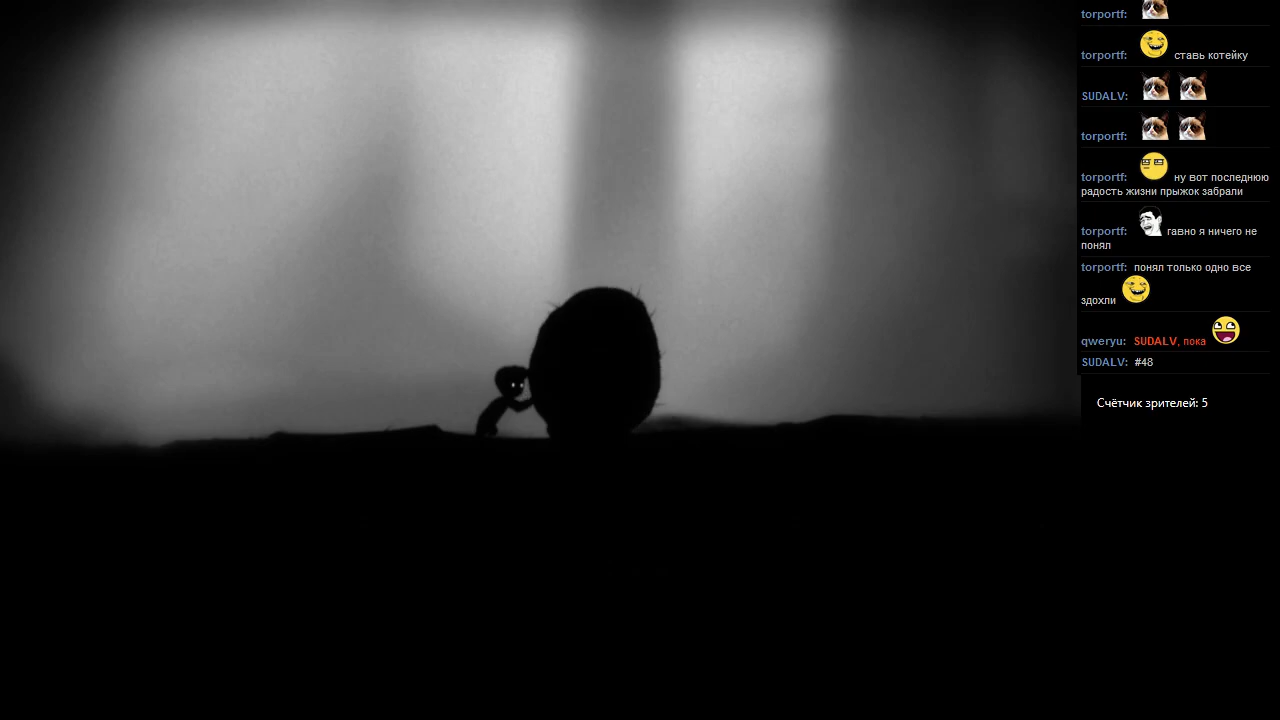 torportf:
torportf: ставь котейку
SUDALV:
torportf:
torportf: ну вот последнюю
радость жизни прыжок забрали
torportf: гавно я ничего не
понял
torportf: понял только одно все
здохли
qweryu: SUDALV, пока
SUDALV: #48
Счётчик зрителей: 5